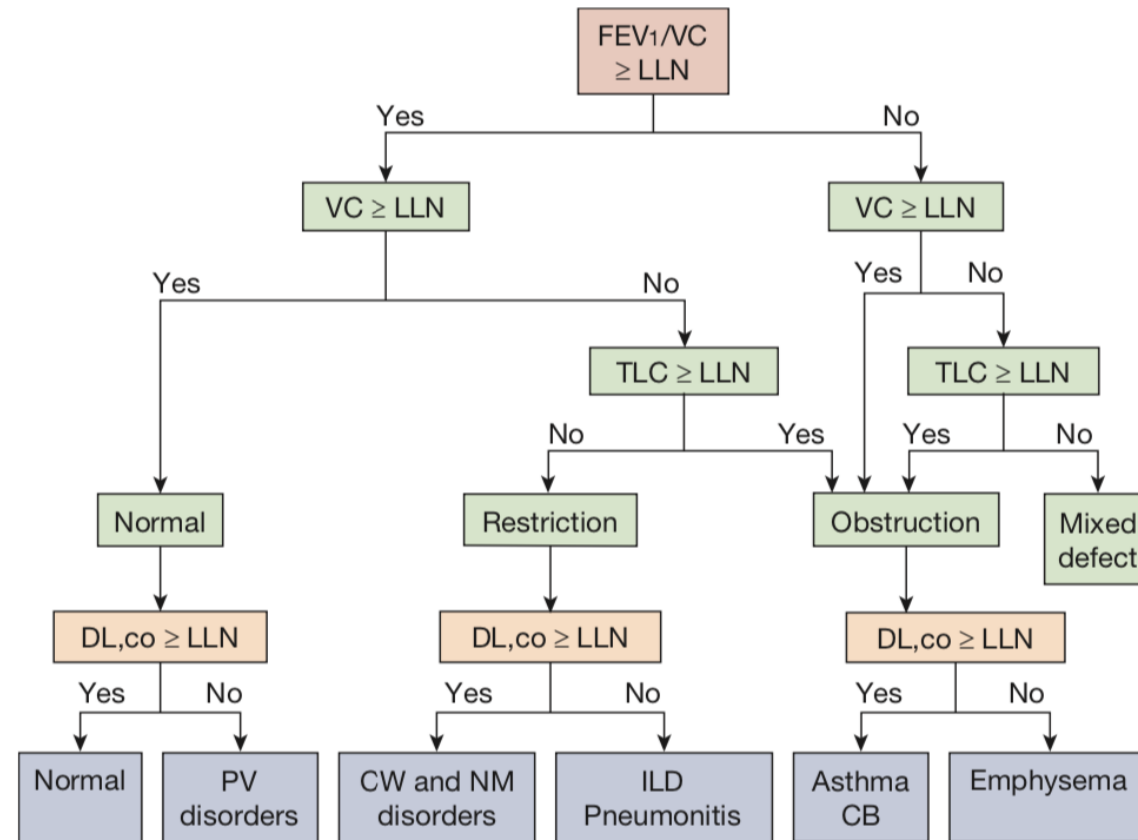 FEV1/VC
≥ LLN
Yes
No
VC ≥ LLN
VC ≥ LLN
Yes
No
Yes
No
TLC ≥ LLN
TLC ≥ LLN
No
Yes
Yes
No
Normal
Restriction
Obstruction
Mixed
defect
DL,co ≥ LLN
DL,co ≥ LLN
DL,co ≥ LLN
Yes
No
Yes
No
Yes
No
Normal
PV
disorders
CW and NM
disorders
ILD
Pneumonitis
Asthma
CB
Emphysema